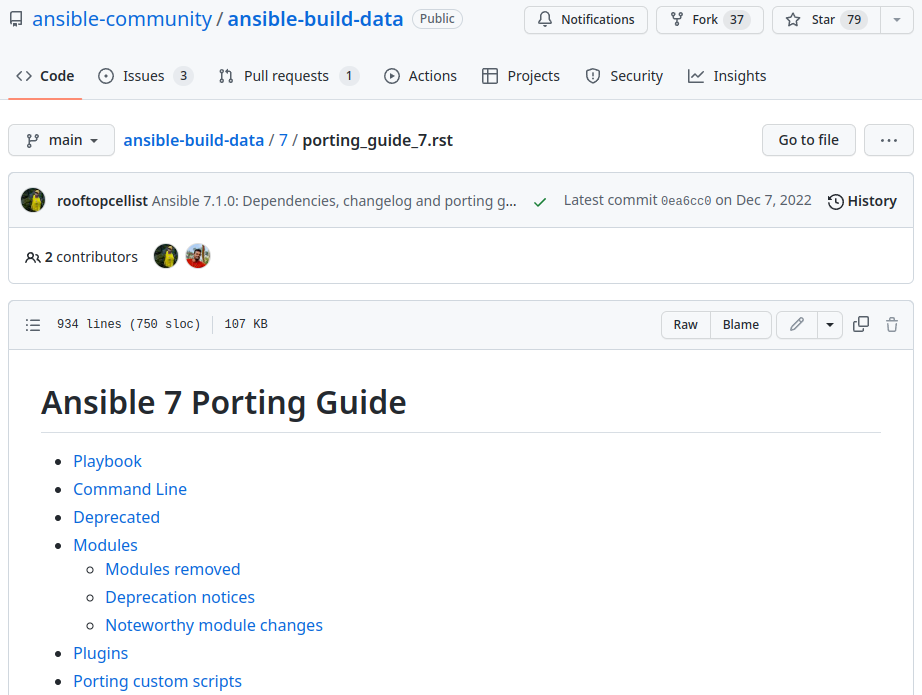 ansible-community / ansible-build-data Public Notifications Fork 37 Star 79
Code Issues 3 Pull requests 1 Actions Projects Security Insights
main ansible-build-data / 7 / porting_guide_7.rst Go to file ...
rooftopcellist Ansible 7.1.0: Dependencies, changelog and porting g... Latest commit 0ea6cc0 on Dec 7, 2022 History
2 contributors
934 lines (750 sloc) 107 KB Raw Blame
Ansible 7 Porting Guide
Playbook
Command Line
Deprecated
Modules
Modules removed
Deprecation notices
Noteworthy module changes
Plugins
Porting custom scripts